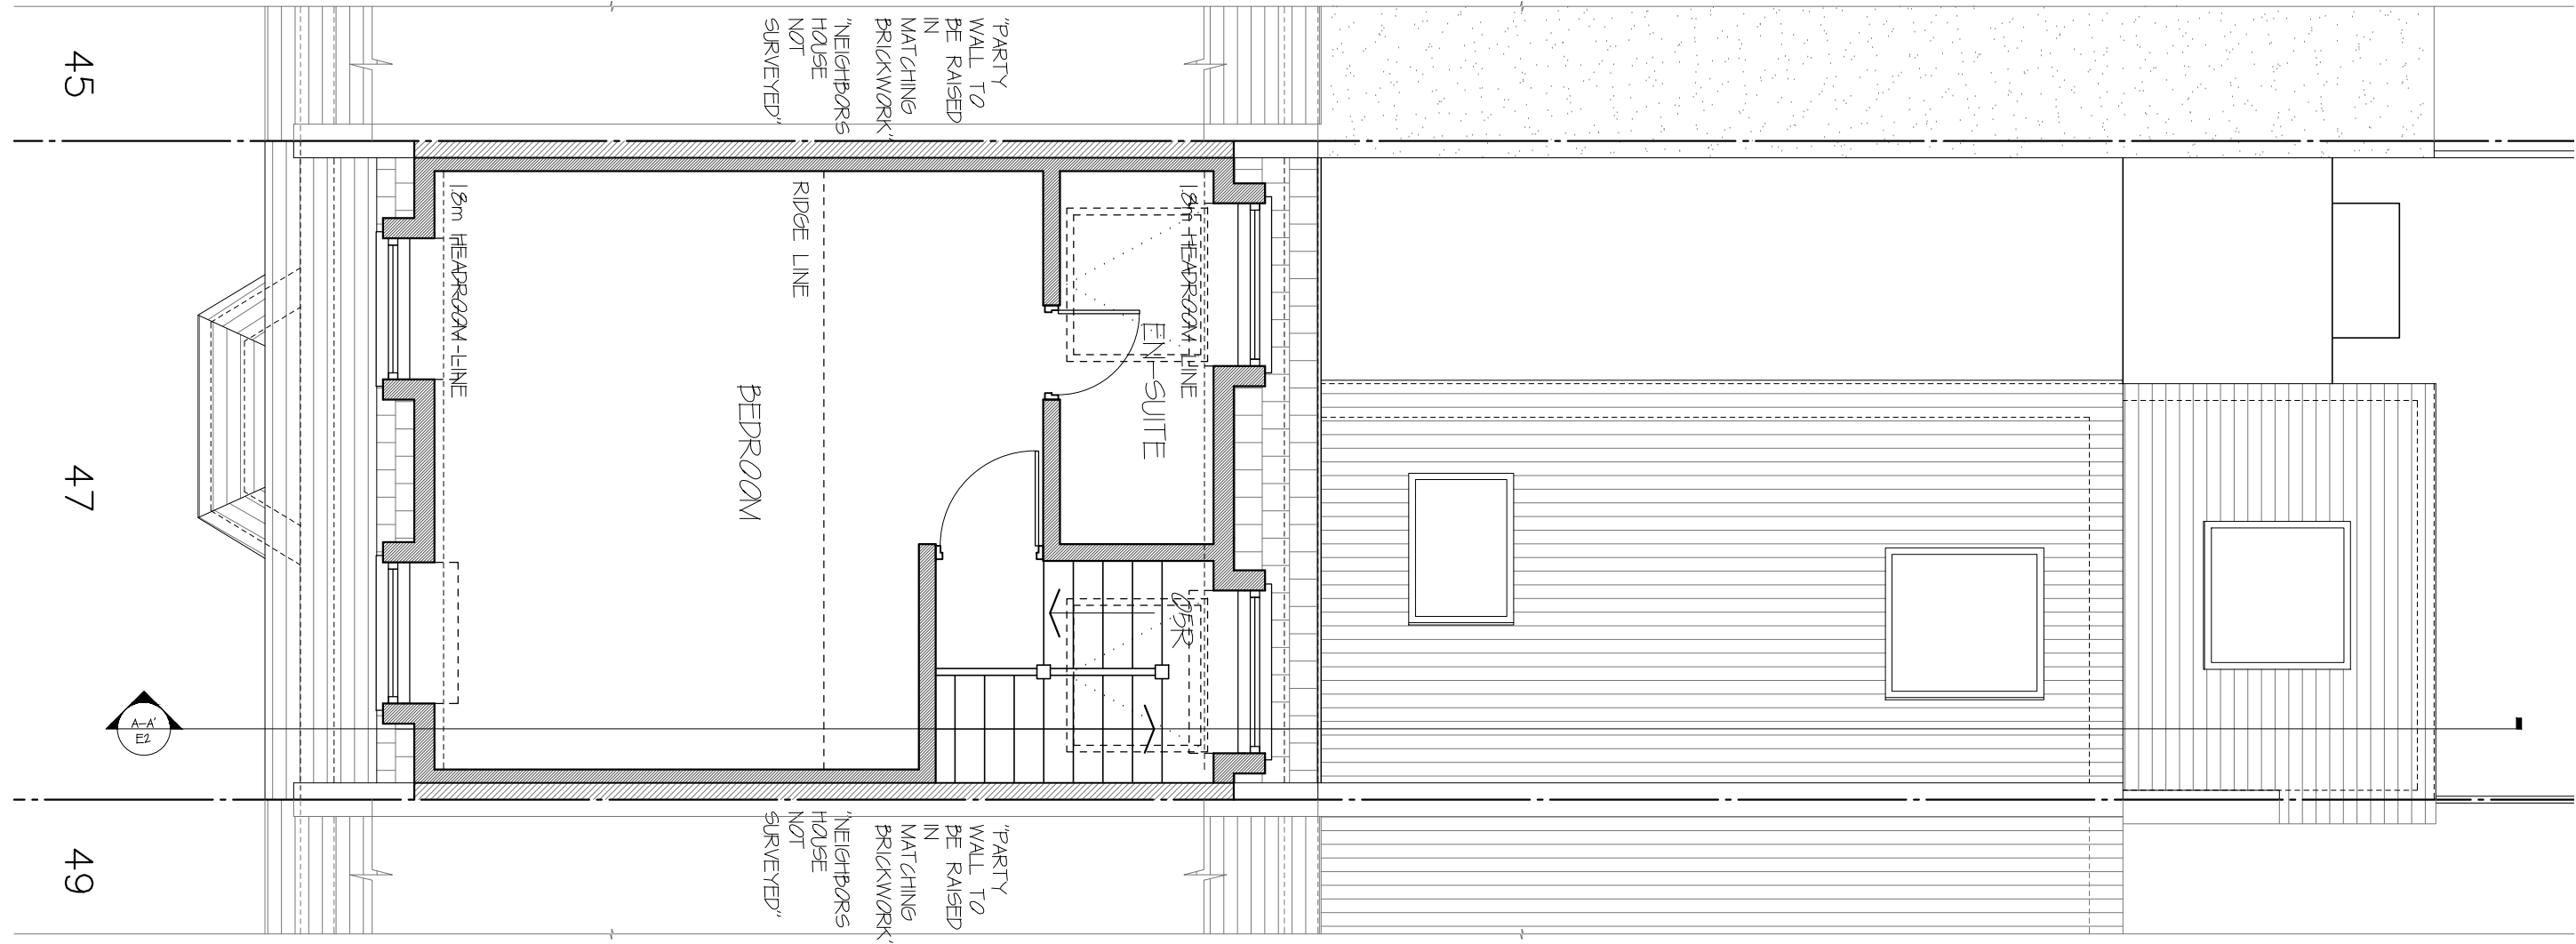 45
47
49
"PARTY
WALL TO
BE RAISED
IN
MATCHING
BRICKWORK"
"NEIGHBORS
HOUSE
NOT
SURVEYED"
1.8m HEADROOM LINE
RIDGE LINE
1.8m HEADROOM LINE
EN-SUITE
BEDROOM
A-A'
E2
"PARTY
WALL TO
BE RAISED
IN
MATCHING
BRICKWORK"
"NEIGHBORS
HOUSE
NOT
SURVEYED"